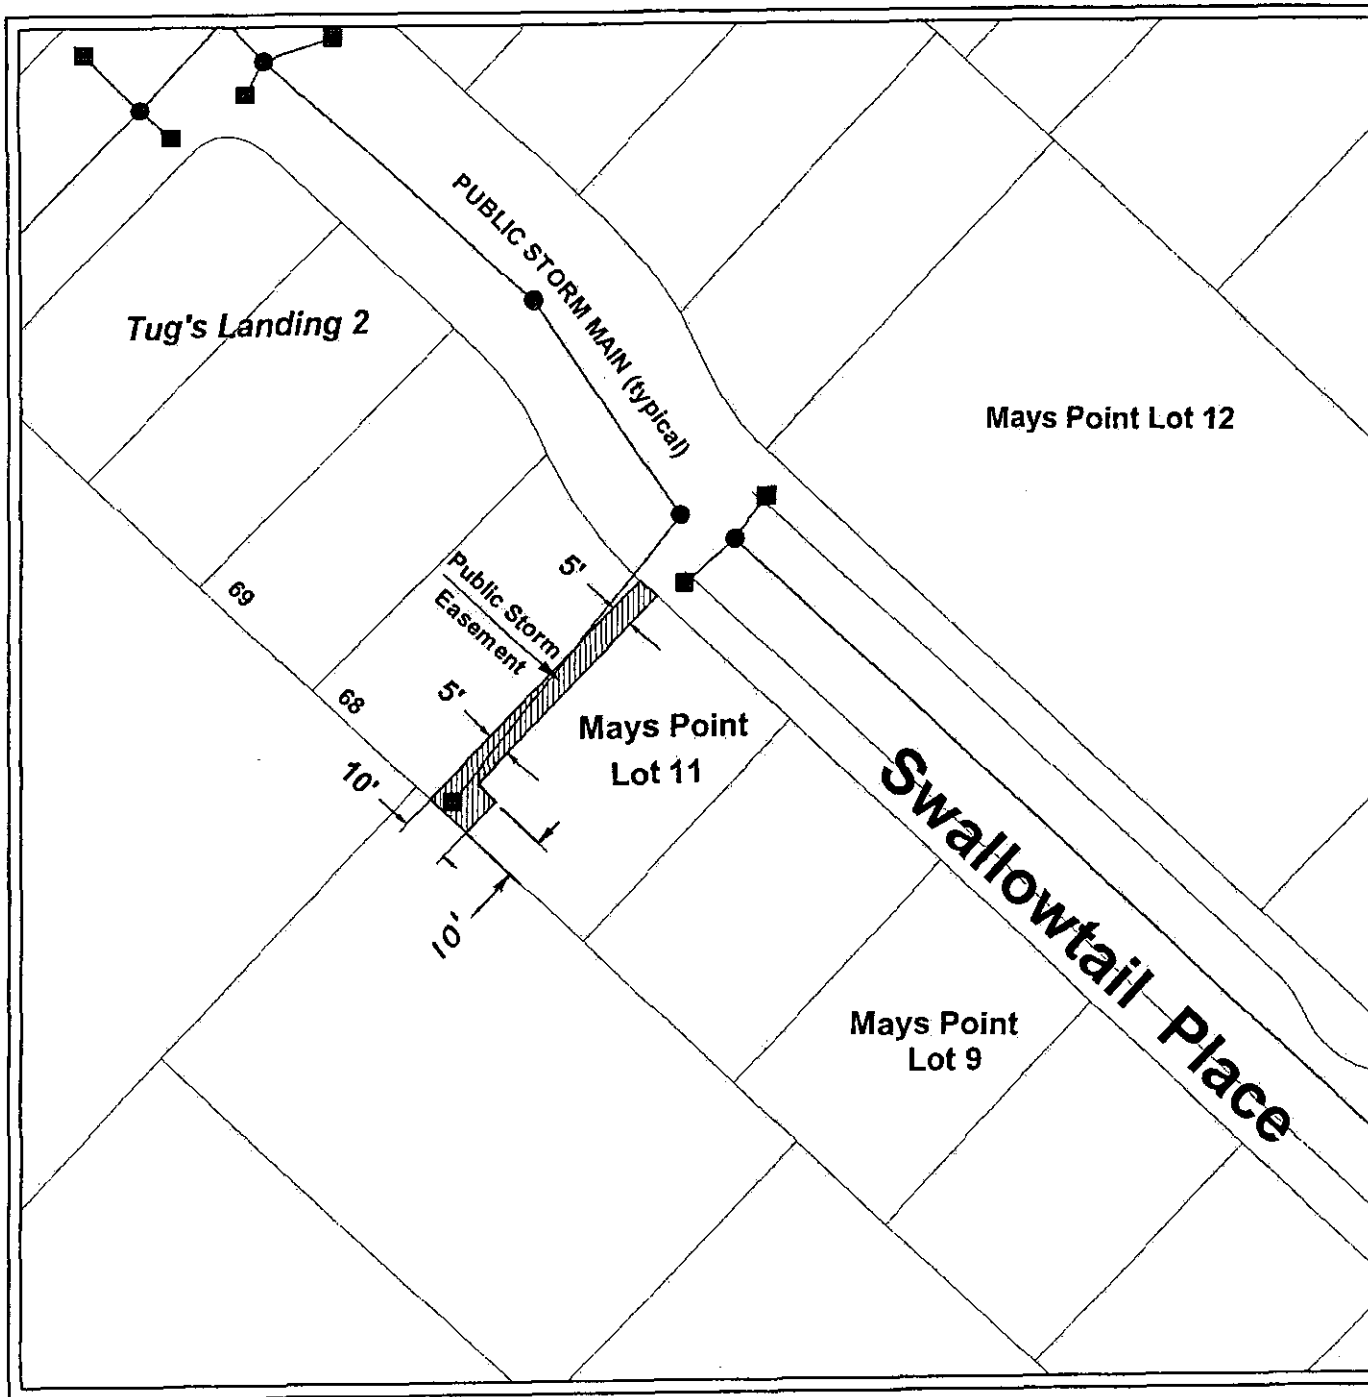 PUBLIC STORM MAIN (typical)
Tug's Landing 2
Mays Point Lot 12
5'
Public Storm
Easement
69
68
5'
10'
Mays Point
Lot 11
10'
Swallowtail Place
Mays Point
Lot 9